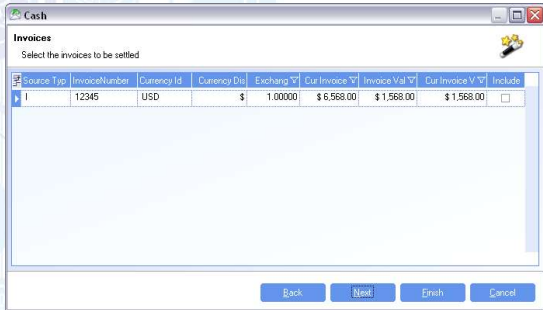 Cash
Invoices
Select the invoices to be settled
Source Typ InvoiceNumber Currency Id Currency Dis Exchang Cur Invoice Invoice Val Cur Invoice V Include
I 12345 USD $ 1.00000 $ 6,568.00 $ 1,568.00 $ 1,568.00
Back Next Finish Cancel